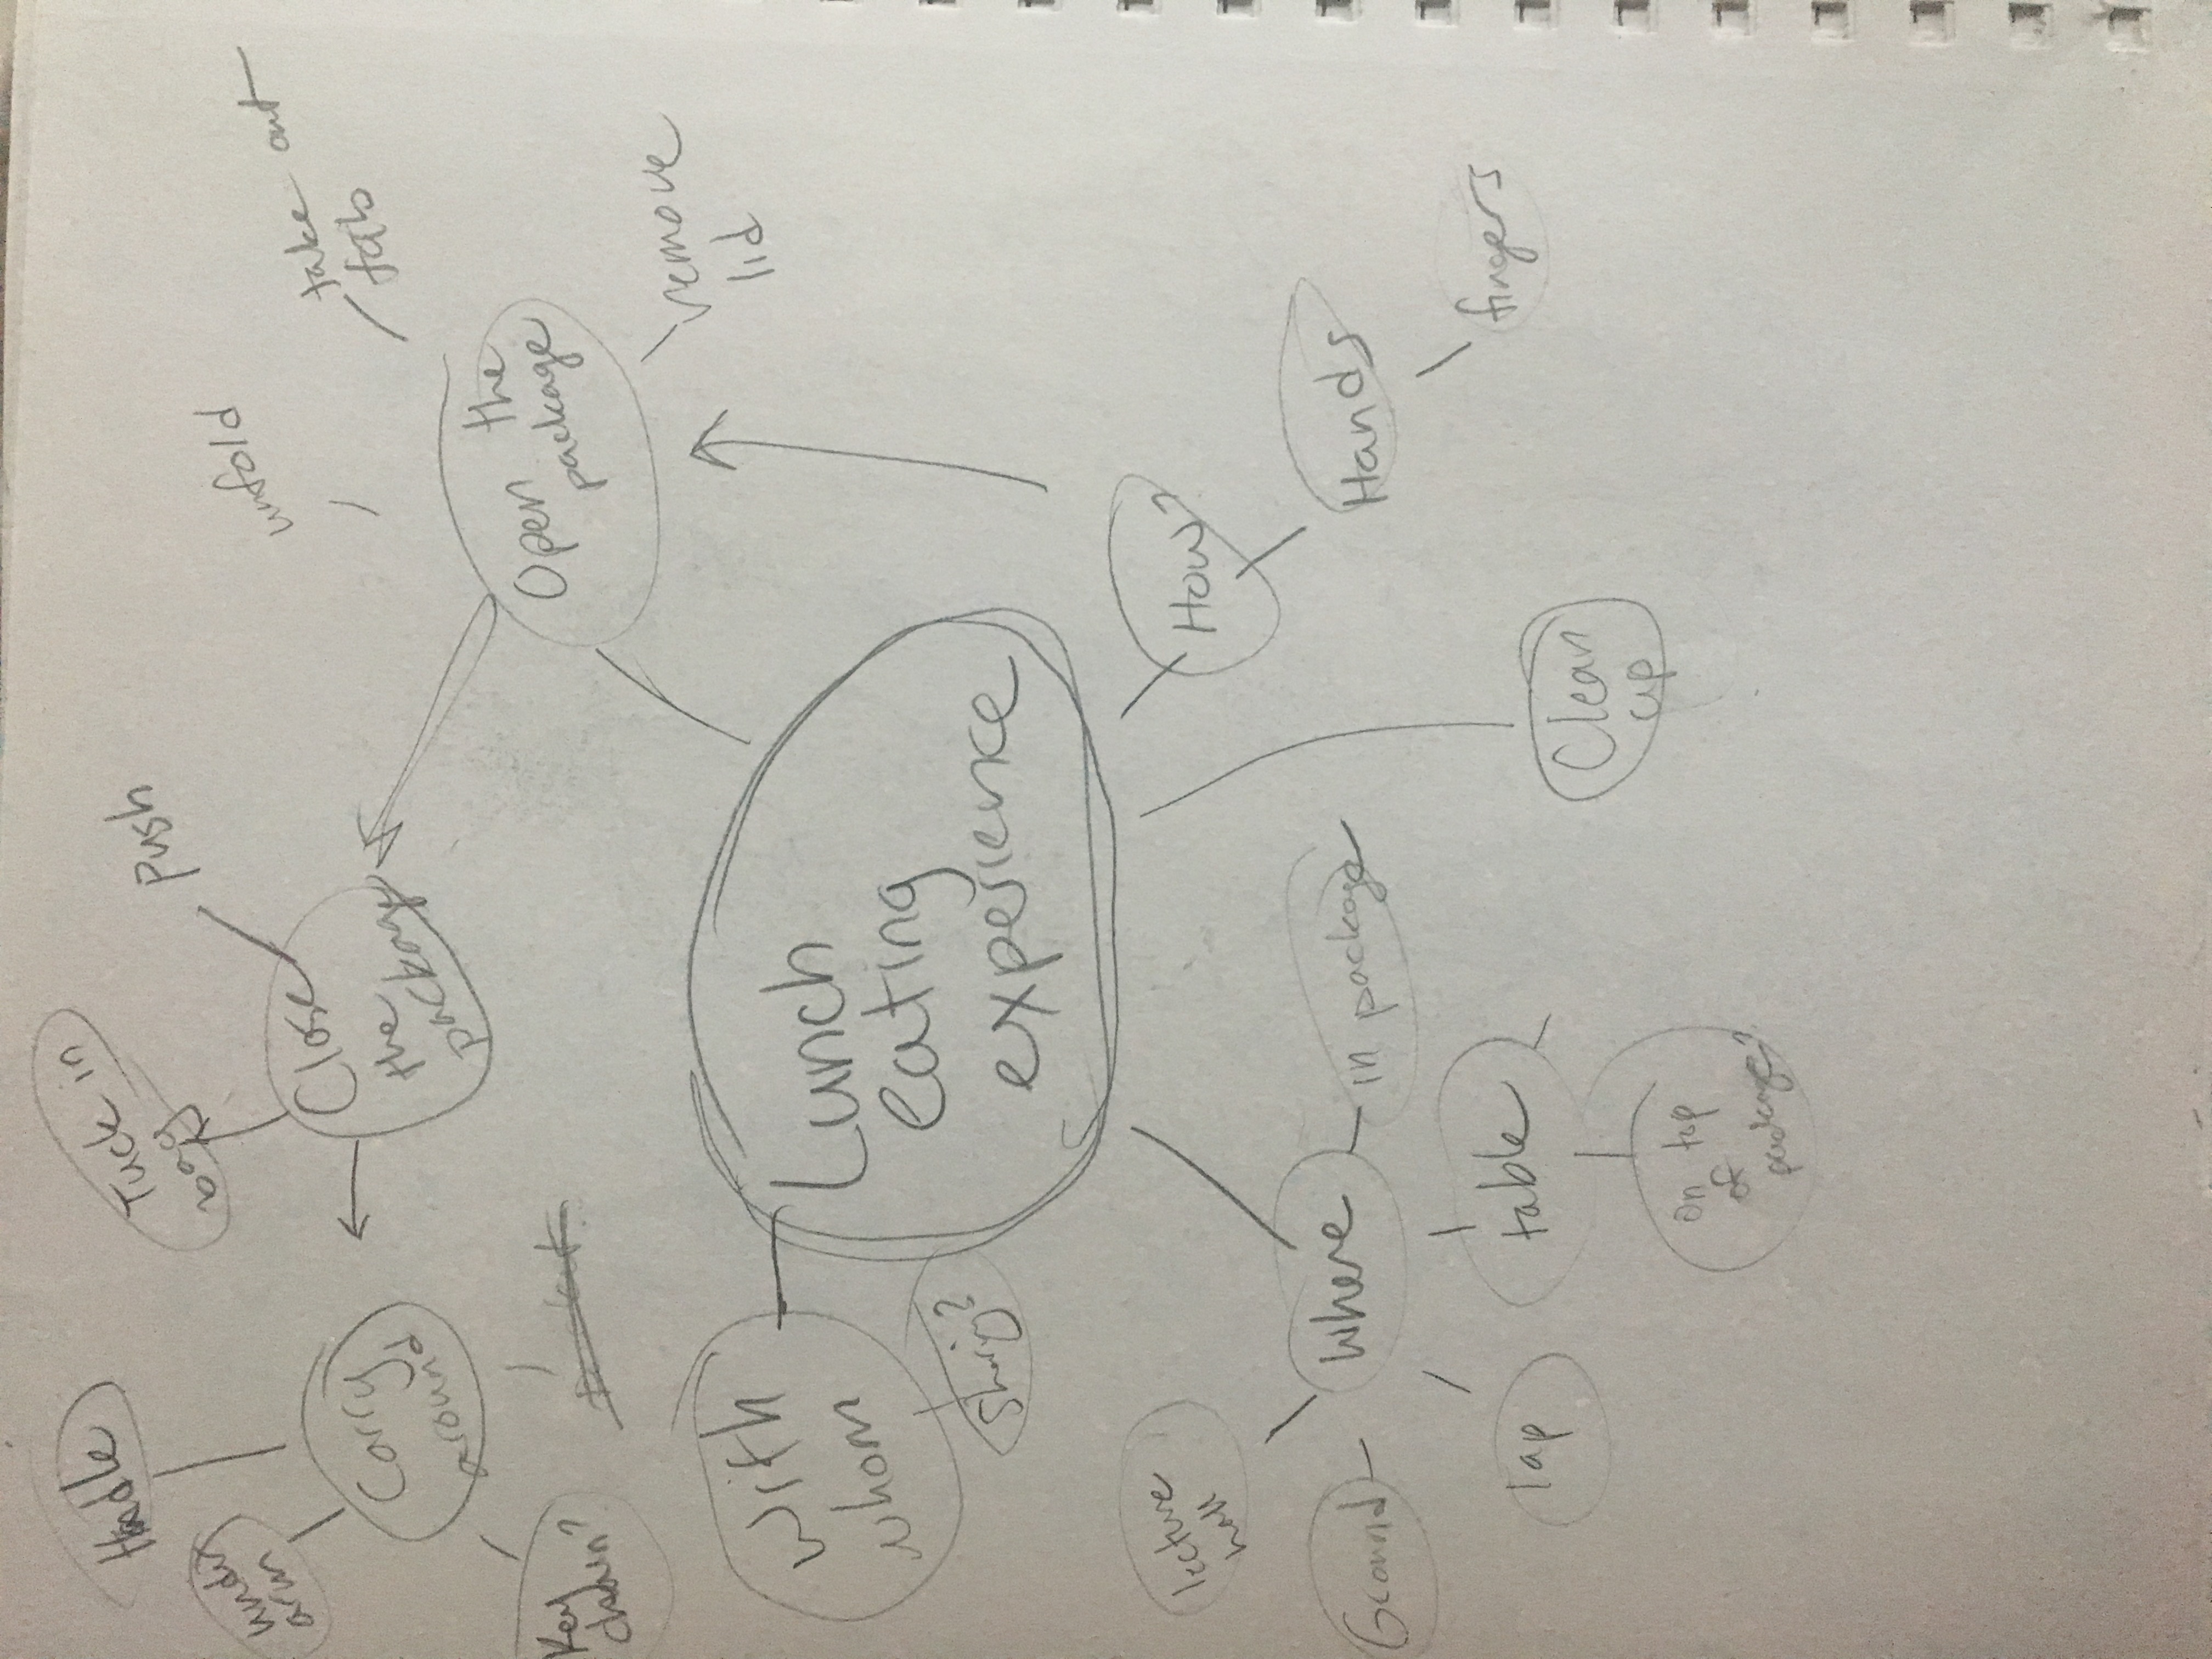 Handle
under
arm
Carry
around
Key
chain?
Tuck in
bag
Push
Close
the
package
unfold
take out
tab
Open the
package
remove
lid
With
whom
Sharing?
Lunch
eating
experience
lecture
hall
Ground
Where
in package
lap
table
on top
of
package?
Clean
up
How?
Hands
fingers